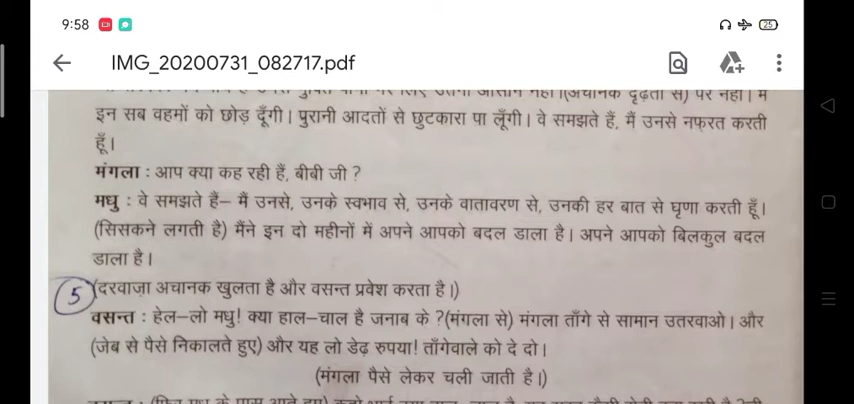 9:58
25
IMG_20200731_082717.pdf
इन सब वहमों को छोड़ दूँगी। पुरानी आदतों से छुटकारा पा लूँगी। वे समझते हैं, मैं उनसे नफ़रत करती
हूँ।
मंगला : आप क्या कह रही हैं, बीबी जी ?
मधु : वे समझते हैं– मैं उनसे, उनके स्वभाव से, उनके वातावरण से, उनकी हर बात से घृणा करती हूँ।
(सिसकने लगती है) मैंने इन दो महीनों में अपने आपको बदल डाला है। अपने आपको बिलकुल बदल
डाला है।
5 (दरवाज़ा अचानक खुलता है और वसन्त प्रवेश करता है।)
वसन्त : हेल–लो मधु! क्या हाल–चाल है जनाब के ?(मंगला से) मंगला ताँगे से सामान उतरवाओ। और
(जेब से पैसे निकालते हुए) और यह लो डेढ़ रुपया! ताँगेवाले को दे दो।
(मंगला पैसे लेकर चली जाती है।)